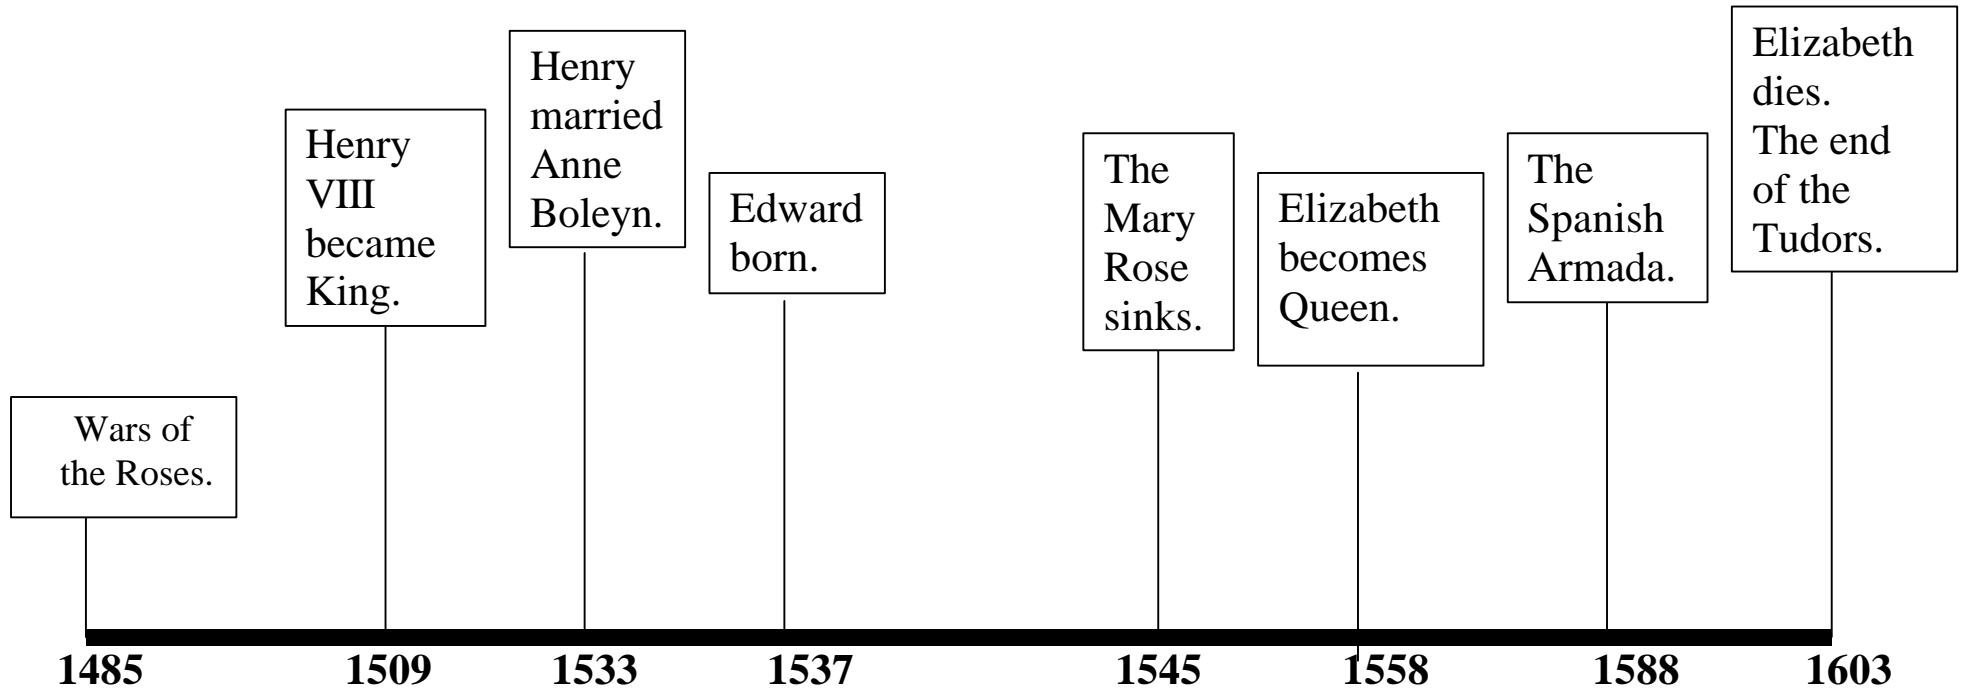 Wars of
the Roses.
Henry
VIII
became
King.
Henry
married
Anne
Boleyn.
Edward
born.
The
Mary
Rose
sinks.
Elizabeth
becomes
Queen.
The
Spanish
Armada.
Elizabeth
dies.
The end
of the
Tudors.
1485 1509 1533 1537 1545 1558 1588 1603